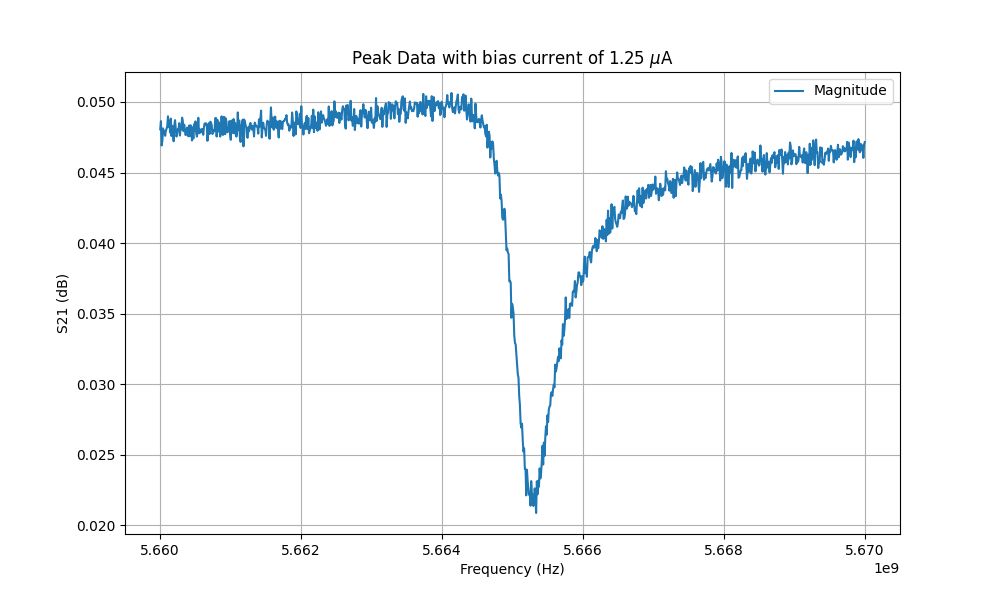 Peak Data with bias current of 1.25 μA
Magnitude
0.050
0.045
0.040
0.035
0.030
0.025
0.020
S21 (dB)
5.660 5.662 5.664 5.666 5.668 5.670
Frequency (Hz) 1e9